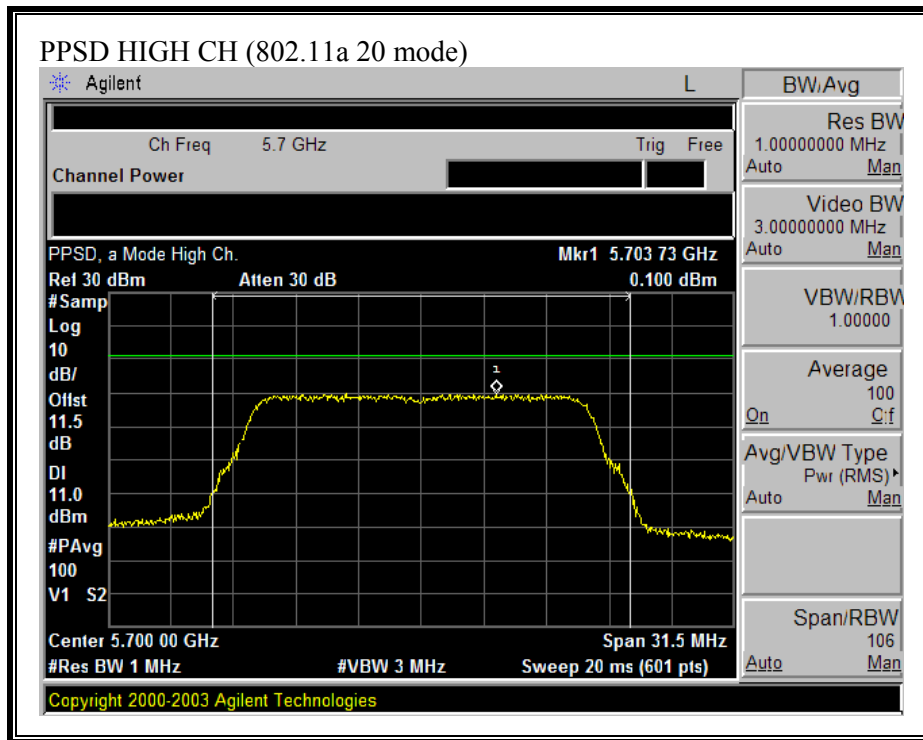 PPSD HIGH CH (802.11a 20 mode)
Agilent L
BW/Avg
Ch Freq 5.7 GHz Trig Free
Channel Power
Res BW
1.00000000 MHz
Auto Man
Video BW
3.00000000 MHz
Auto Man
PPSD, a Mode High Ch. Mkr1 5.703 73 GHz
Ref 30 dBm Atten 30 dB 0.100 dBm
#Samp
Log
10
dB/
Offst
11.5
dB
DI
11.0
dBm
#PAvg
100
V1 S2
1
VBW/RBW
1.00000
Average
100
On Off
Avg/VBW Type
Pwr (RMS)
Auto Man
Span/RBW
106
Auto Man
Center 5.700 00 GHz Span 31.5 MHz
#Res BW 1 MHz #VBW 3 MHz Sweep 20 ms (601 pts)
Copyright 2000-2003 Agilent Technologies